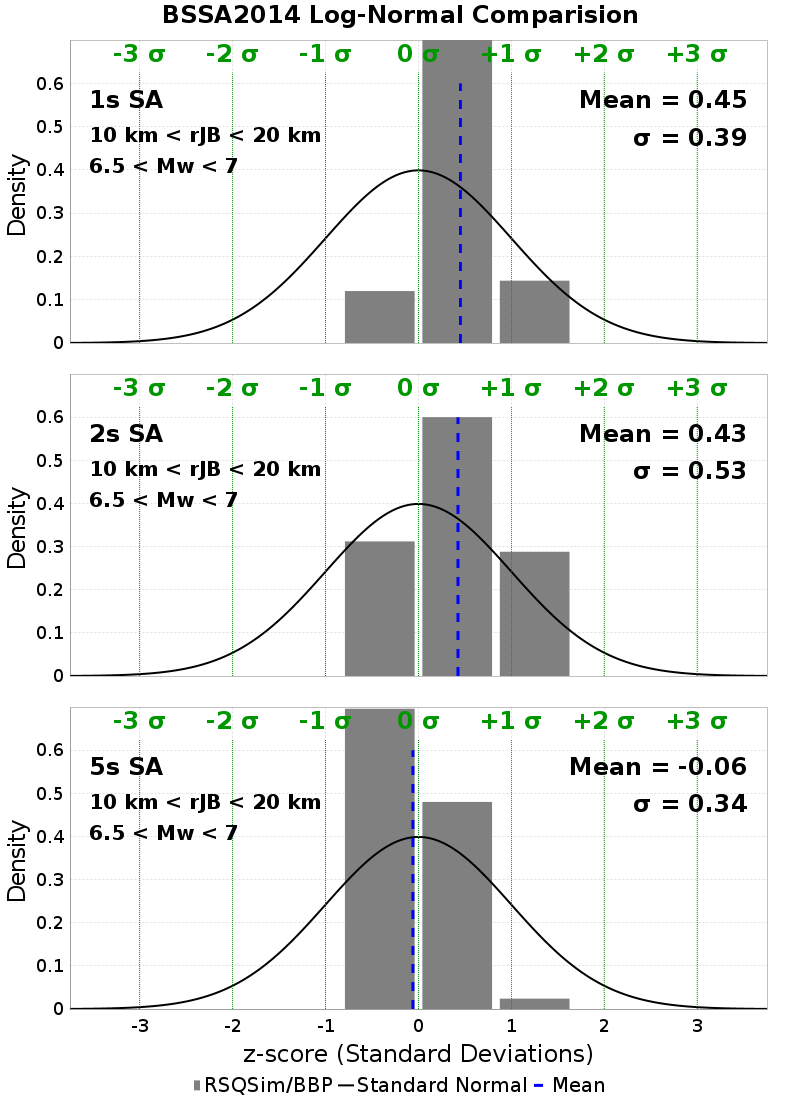 BSSA2014 Log-Normal Comparision
-3 σ -2 σ -1 σ 0 σ +1 σ +2 σ +3 σ
1s SA Mean = 0.45
10 km < rJB < 20 km σ = 0.39
6.5 < Mw < 7
Density
0.6
0.5
0.4
0.3
0.2
0.1
0
-3 σ -2 σ -1 σ 0 σ +1 σ +2 σ +3 σ
2s SA Mean = 0.43
10 km < rJB < 20 km σ = 0.53
6.5 < Mw < 7
Density
0.6
0.5
0.4
0.3
0.2
0.1
0
-3 σ -2 σ -1 σ 0 σ +1 σ +2 σ +3 σ
5s SA Mean = -0.06
10 km < rJB < 20 km σ = 0.34
6.5 < Mw < 7
Density
0.6
0.5
0.4
0.3
0.2
0.1
0
-3 -2 -1 0 1 2 3
z-score (Standard Deviations)
RSQSim/BBP Standard Normal Mean